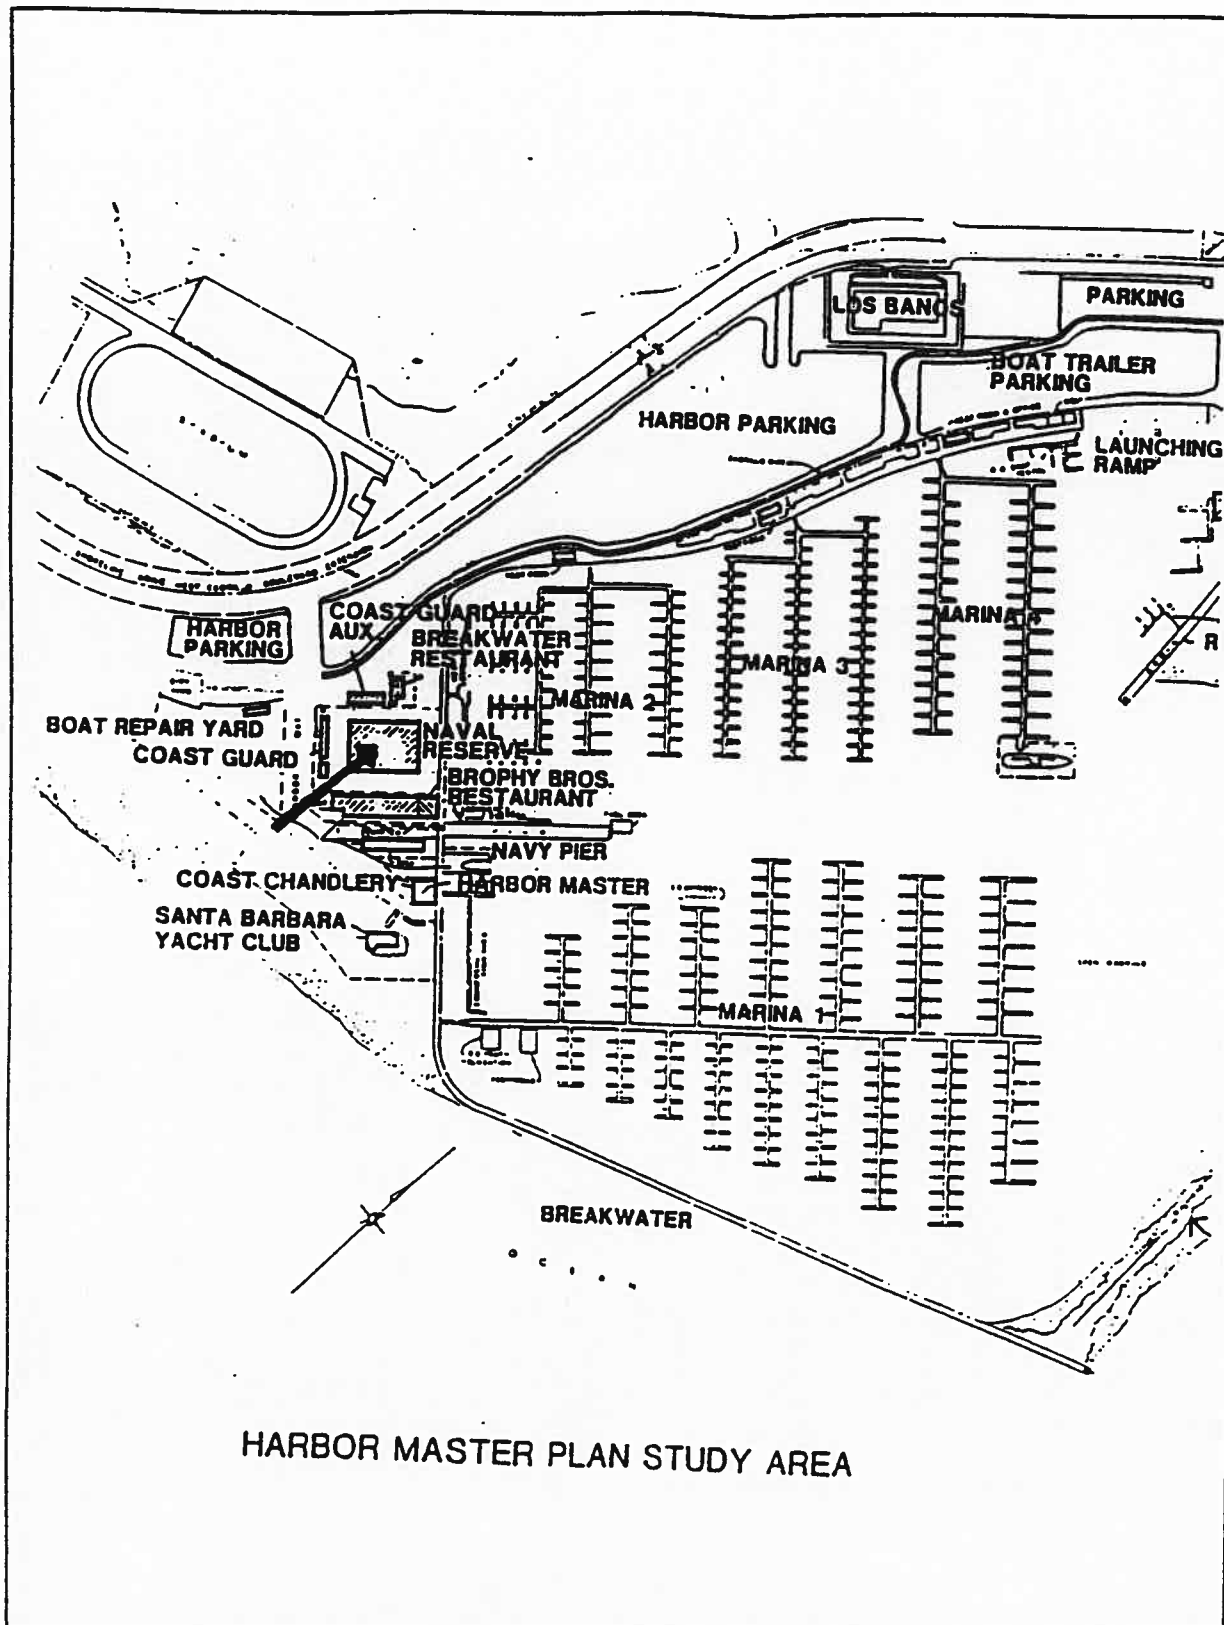 LOS BANOS
PARKING
BOAT TRAILER
PARKING
HARBOR PARKING
LAUNCHING
RAMP
COAST GUARD
AUX.
HARBOR
PARKING
BREAKWATER
RESTAURANT
MARINA 4
MARINA 3
R
MARINA 2
BOAT REPAIR YARD
NAVAL
RESERVE
COAST GUARD
BROPHY BROS.
RESTAURANT
NAVY PIER
COAST CHANDLERY
HARBOR MASTER
SANTA BARBARA
YACHT CLUB
MARINA 1
BREAKWATER
HARBOR MASTER PLAN STUDY AREA